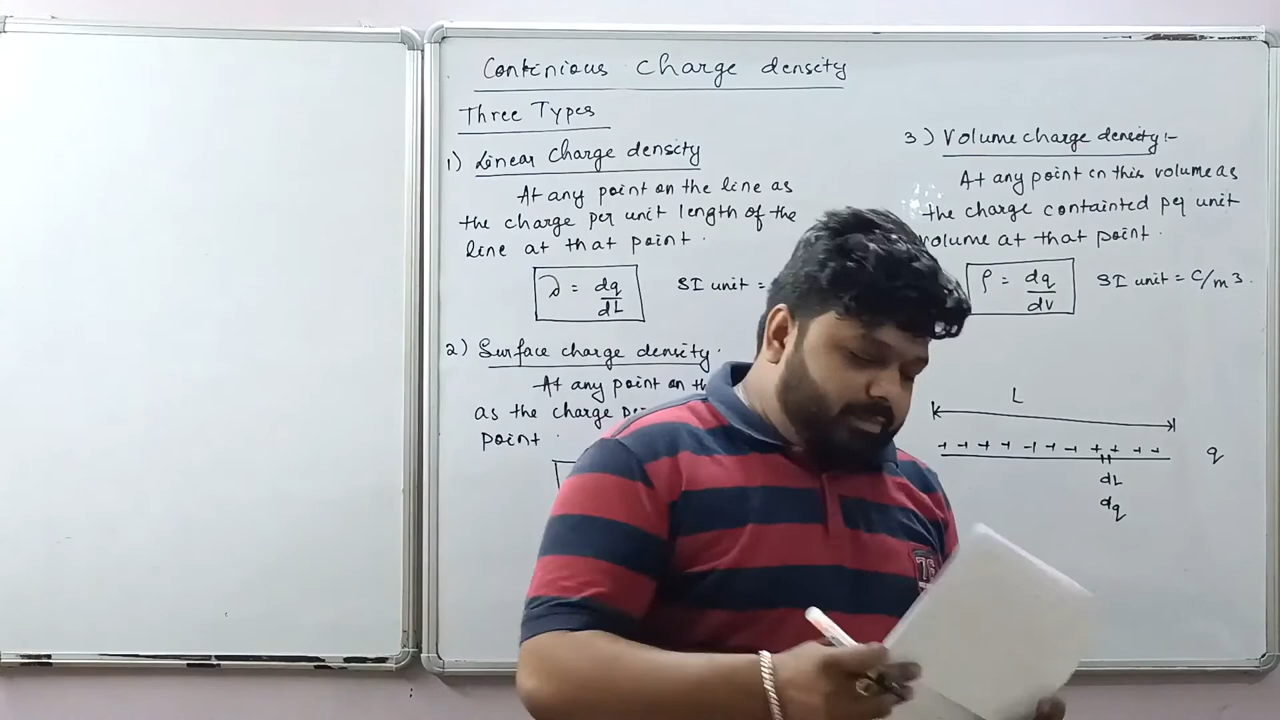 Continious charge density
Three Types
1) Linear charge density
At any point on the line as
the charge per unit length of the
line at that point.
λ = dq/dL SI unit =
2) Surface charge density.
At any point on
as the charge
point.
3) Volume charge density:-
At any point on this volume as
the charge containted per unit
volume at that point.
ρ = dq/dv SI unit = C/m3.
L
+ + + + + + + + + + +
q
dL
dq